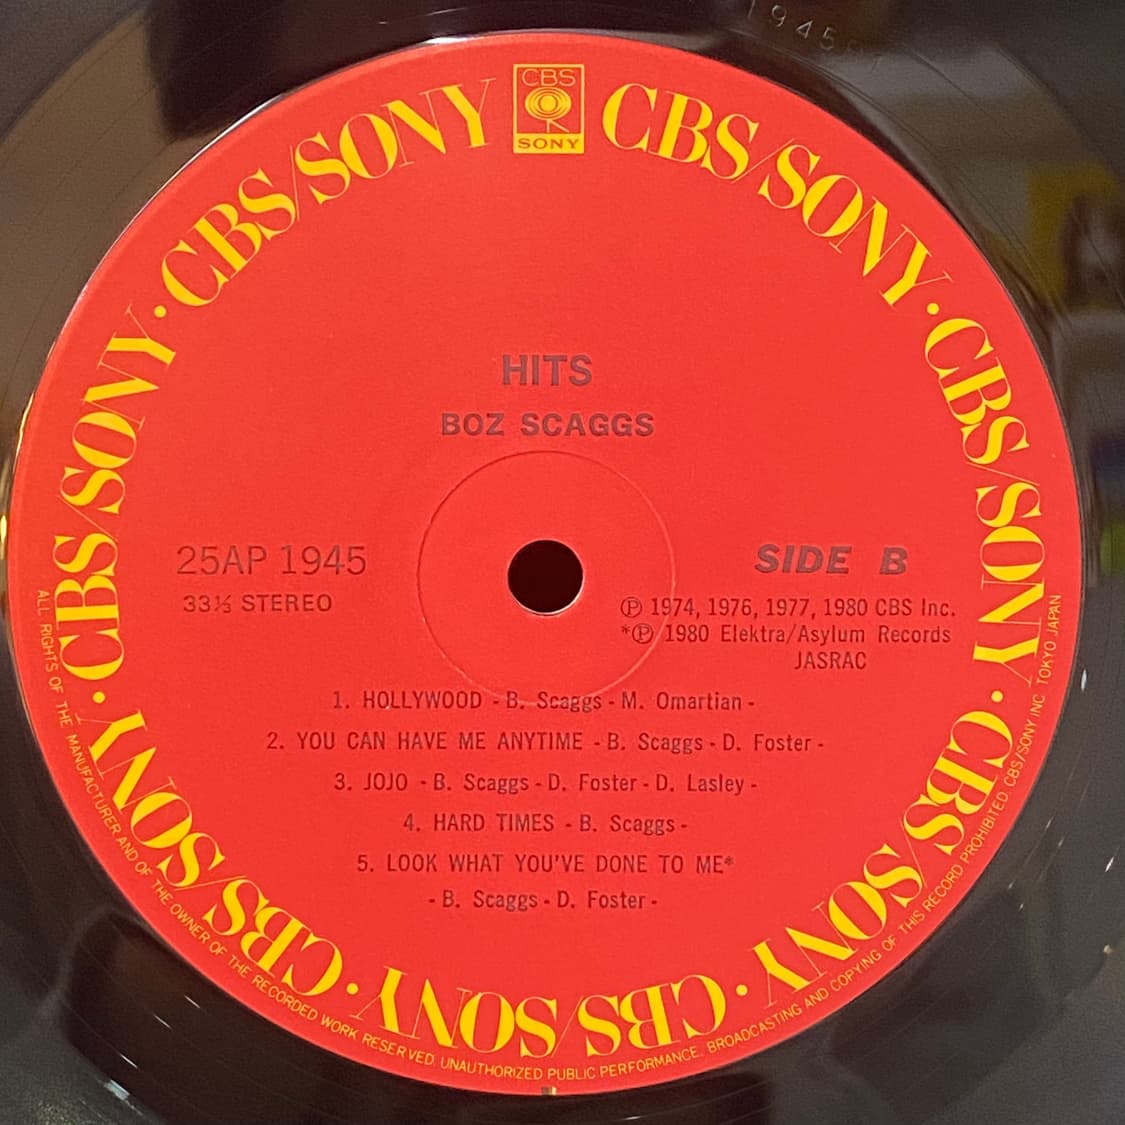 CBS
SONY
CBS/SONY · CBS/SONY · CBS/SONY · CBS/SONY · CBS/SONY · CBS/SONY · CBS/SONY · CBS/SONY · CBS/SONY
HITS
BOZ SCAGGS
25AP 1945
33⅓ STEREO
SIDE B
Ⓟ 1974, 1976, 1977, 1980 CBS Inc.
*Ⓟ 1980 Elektra/Asylum Records
JASRAC
1. HOLLYWOOD - B. Scaggs - M. Omartian -
2. YOU CAN HAVE ME ANYTIME - B. Scaggs - D. Foster -
3. JOJO - B. Scaggs - D. Foster - D. Lasley -
4. HARD TIMES - B. Scaggs -
5. LOOK WHAT YOU'VE DONE TO ME*
- B. Scaggs - D. Foster -
ALL RIGHTS OF THE MANUFACTURER AND OF THE OWNER OF THE RECORDED WORK RESERVED. UNAUTHORIZED PUBLIC PERFORMANCE, BROADCASTING AND COPYING OF THIS RECORD PROHIBITED. CBS/SONY INC. TOKYO JAPAN